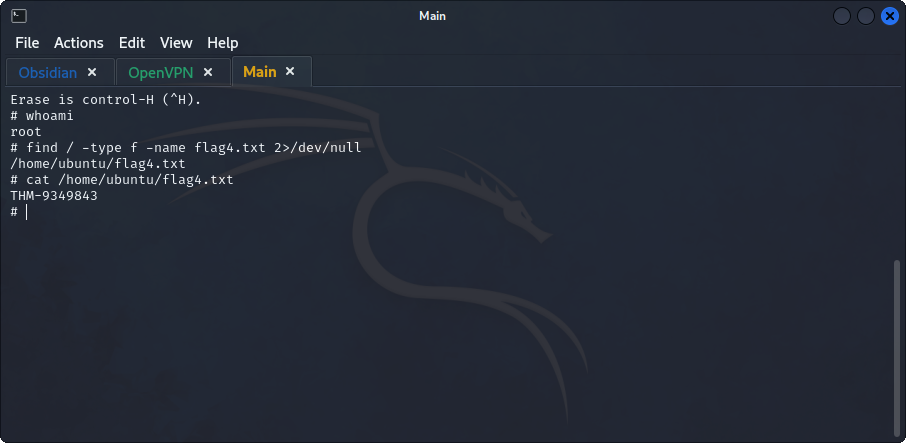 Main
File Actions Edit View Help
Obsidian × OpenVPN × Main ×
Erase is control-H (^H).
# whoami
root
# find / -type f -name flag4.txt 2>/dev/null
/home/ubuntu/flag4.txt
# cat /home/ubuntu/flag4.txt
THM-9349843
#